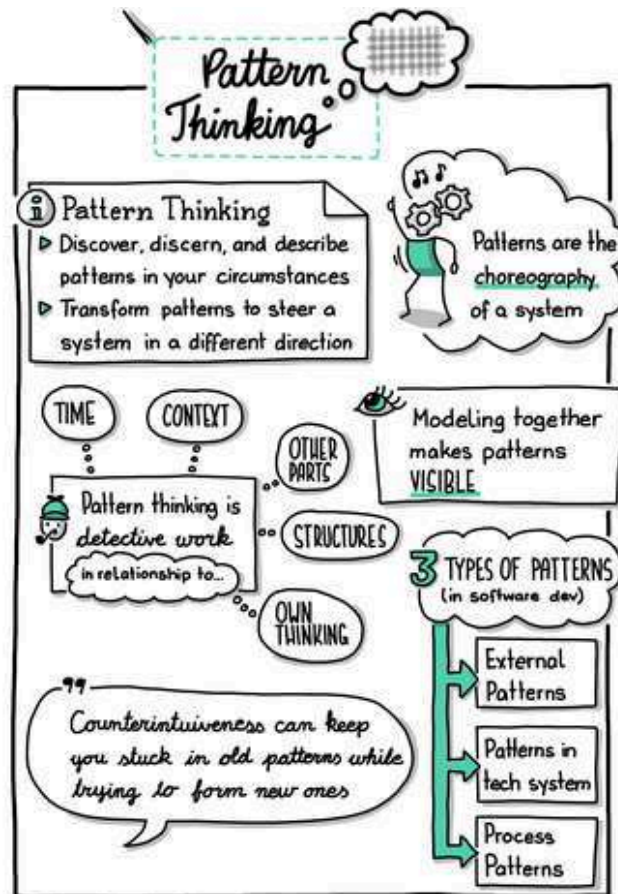 Pattern
Thinking
i Pattern Thinking
Discover, discern, and describe
patterns in your circumstances
Transform patterns to steer a
system in a different direction
Patterns are the
choreography
of a system
TIME
CONTEXT
OTHER
PARTS
STRUCTURES
OWN
THINKING
Pattern thinking is
detective work
in relationship to...
Modeling together
makes patterns
VISIBLE
3 TYPES OF PATTERNS
(in software dev)
External
Patterns
Patterns in
tech system
Process
Patterns
"
Counterintuiveness can keep
you stuck in old patterns while
trying to form new ones